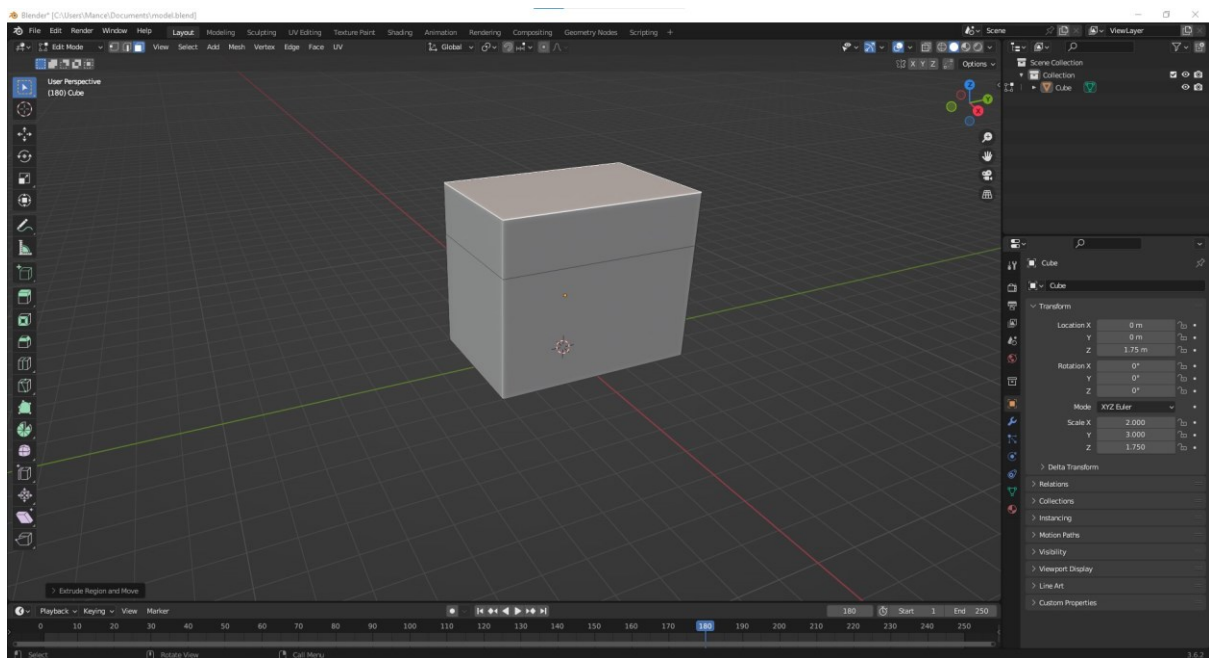 Blender* [C:\Users\Mance\Documents\model.blend]
File Edit Render Window Help Layout Modeling Sculpting UV Editing Texture Paint Shading Animation Rendering Compositing Geometry Nodes Scripting + Scene ViewLayer
Edit Mode View Select Add Mesh Vertex Edge Face UV Global
X Y Z Options
User Perspective
(180) Cube
Z
Y
X
Scene Collection
Collection
Cube
Cube
Cube
Transform
Location X 0 m
Y 0 m
Z 1.75 m
Rotation X 0°
Y 0°
Z 0°
Mode XYZ Euler
Scale X 2.000
Y 3.000
Z 1.750
Delta Transform
Relations
Collections
Instancing
Motion Paths
Visibility
Viewport Display
Line Art
Custom Properties
Extrude Region and Move
Playback Keying View Marker 180 Start 1 End 250
0 10 20 30 40 50 60 70 80 90 100 110 120 130 140 150 160 170 180 190 200 210 220 230 240 250
Select Rotate View Call Menu 3.6.2